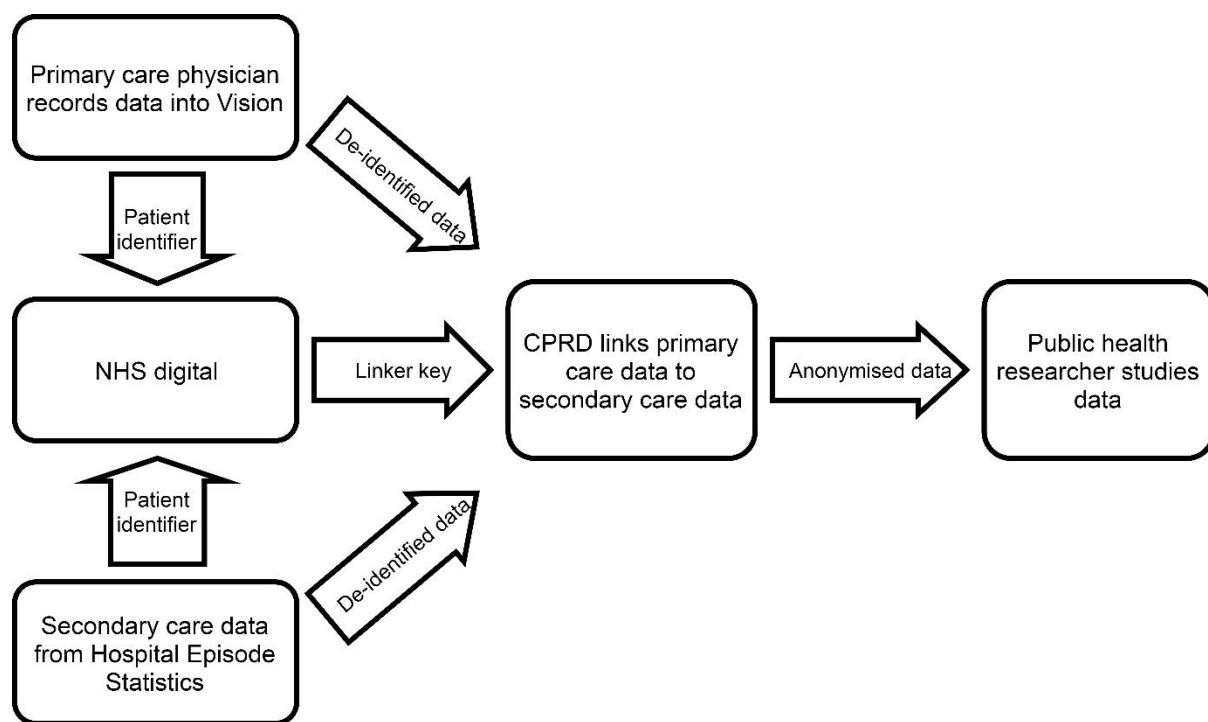 Primary care physician
records data into Vision
De-identified data
Patient
identifier
NHS digital
Linker key
CPRD links primary
care data to
secondary care data
Anonymised data
Public health
researcher studies
data
Patient
identifier
De-identified data
Secondary care data
from Hospital Episode
Statistics